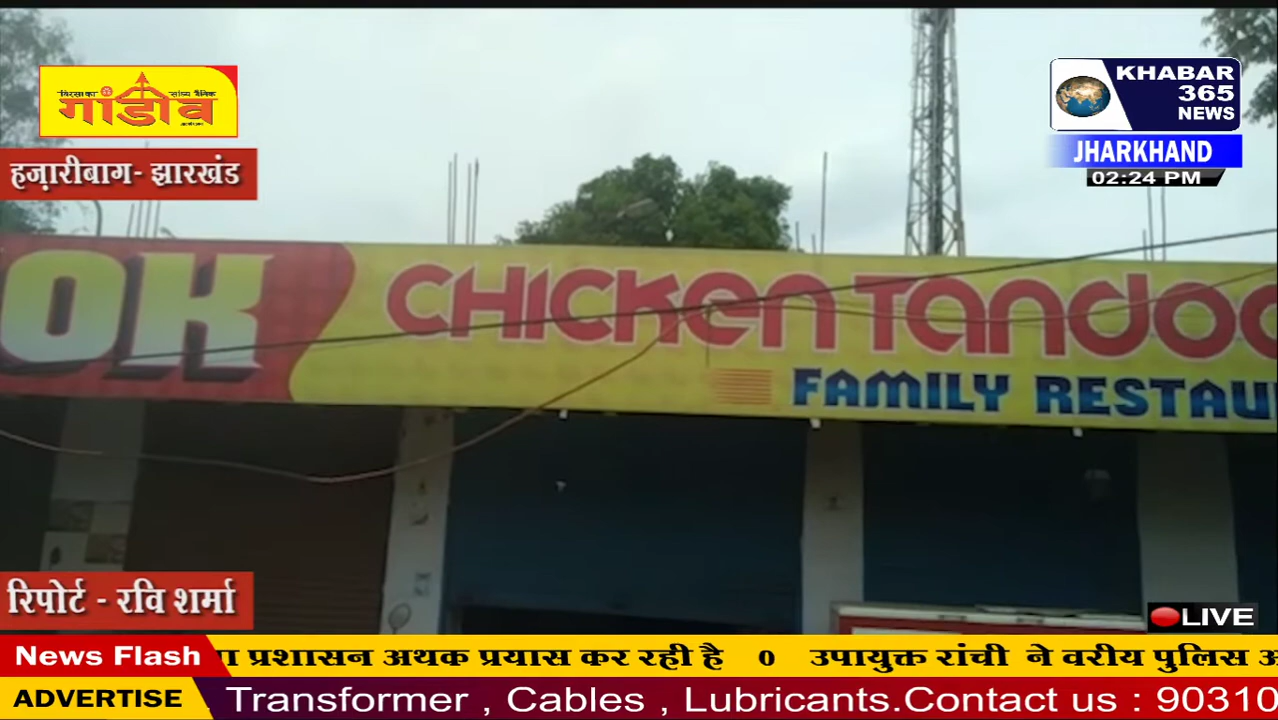 बिरसा का सांध्य दैनिक
गांडीव
KHABAR
365
NEWS
JHARKHAND
02:24 PM
हज़ारीबाग- झारखंड
OK CHICKEN TANDOO
FAMILY RESTAU
रिपोर्ट - रवि शर्मा
LIVE
News Flash ा प्रशासन अथक प्रयास कर रही है 0 उपायुक्त रांची ने वरीय पुलिस अ
ADVERTISE Transformer , Cables , Lubricants.Contact us : 90310